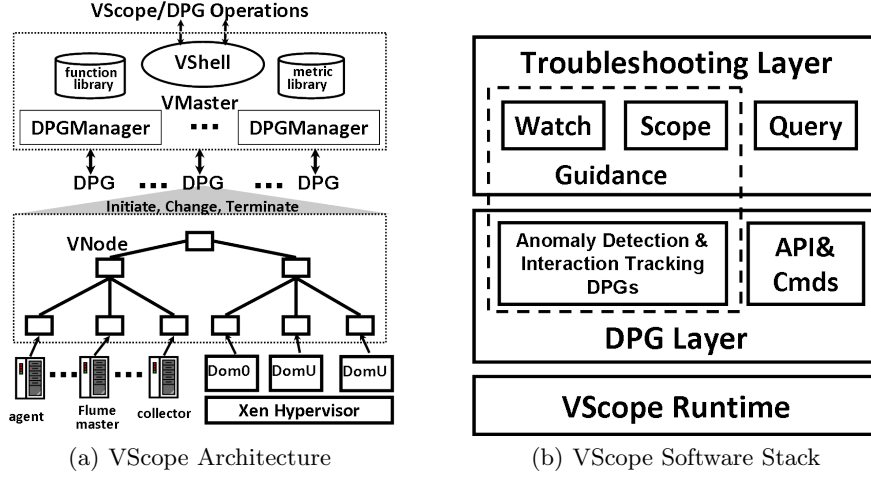 VScope/DPG Operations
VShell
function
library
metric
library
VMaster
DPGManager
DPGManager
DPG
DPG
DPG
Initiate, Change, Terminate
VNode
Dom0
DomU
DomU
agent
Flume
master
collector
Xen Hypervisor
(a) VScope Architecture
Troubleshooting Layer
Watch
Scope
Query
Guidance
Anomaly Detection &
Interaction Tracking
DPGs
API&
Cmds
DPG Layer
VScope Runtime
(b) VScope Software Stack